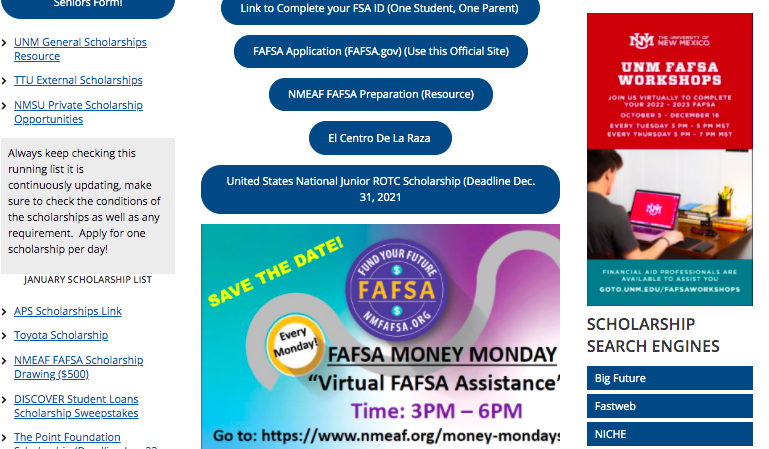 Seniors Form!
UNM General Scholarships
Resource
TTU External Scholarships
NMSU Private Scholarship
Opportunities
Always keep checking this
running list it is
continuously updating, make
sure to check the conditions of
the scholarships as well as any
requirement. Apply for one
scholarship per day!
JANUARY SCHOLARSHIP LIST
APS Scholarships Link
Toyota Scholarship
NMEAF FAFSA Scholarship
Drawing ($500)
DISCOVER Student Loans
Scholarship Sweepstakes
The Point Foundation
Link to Complete your FSA ID (One Student, One Parent)
FAFSA Application (FAFSA.gov) (Use this Official Site)
NMEAF FAFSA Preparation (Resource)
El Centro De La Raza
United States National Junior ROTC Scholarship (Deadline Dec.
31, 2021
SAVE THE DATE!
FUND YOUR FUTURE
$
FAFSA
$
NMFAFSA.ORG
Every
Monday!
FAFSA MONEY MONDAY
“Virtual FAFSA Assistance’
Time: 3PM – 6PM
Go to: https://www.nmeaf.org/money-mondays
NM THE UNIVERSITY OF
NEW MEXICO
UNM FAFSA
WORKSHOPS
JOIN US VIRTUALLY TO COMPLETE
YOUR 2022 - 2023 FAFSA
OCTOBER 5 - DECEMBER 16
EVERY TUESDAY 3 PM - 5 PM MST
EVERY THURSDAY 5 PM - 7 PM MST
NM
FINANCIAL AID PROFESSIONALS ARE
AVAILABLE TO ASSIST YOU
GOTO.UNM.EDU/FAFSAWORKSHOPS
SCHOLARSHIP
SEARCH ENGINES
Big Future
Fastweb
NICHE